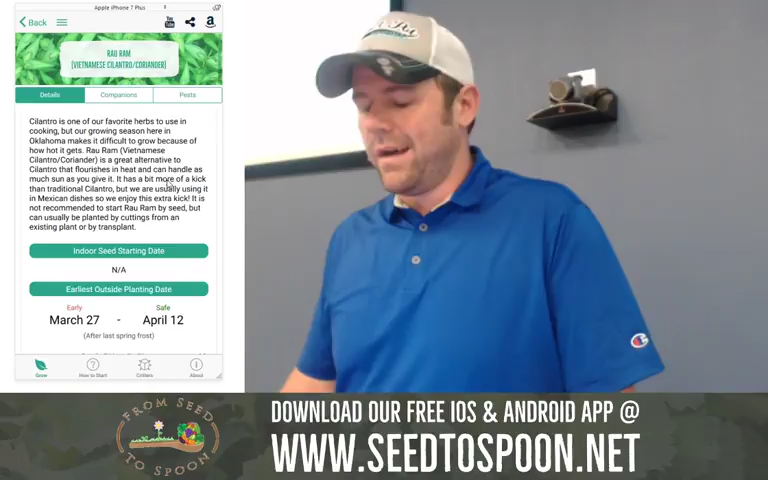 Apple iPhone 7 Plus
Back
You
Tube
RAU RAM
(VIETNAMESE CILANTRO/CORIANDER)
Details
Companions
Pests
Cilantro is one of our favorite herbs to use in
cooking, but our growing season here in
Oklahoma makes it difficult to grow because of
how hot it gets. Rau Ram (Vietnamese
Cilantro/Coriander) is a great alternative to
Cilantro that flourishes in heat and can handle as
much sun as you give it. It has a bit more of a kick
than traditional Cilantro, but we are usually using it
in Mexican dishes so we enjoy this extra kick! It is
not recommended to start Rau Ram by seed, but
can usually be planted by cuttings from an
existing plant or by transplant.
Indoor Seed Starting Date
N/A
Earliest Outside Planting Date
Early
Safe
March 27 - April 12
(After last spring frost)
Grow
How to Start
Critters
About
FROM SEED
TO SPOON
DOWNLOAD OUR FREE IOS & ANDROID APP @
WWW.SEEDTOSPOON.NET